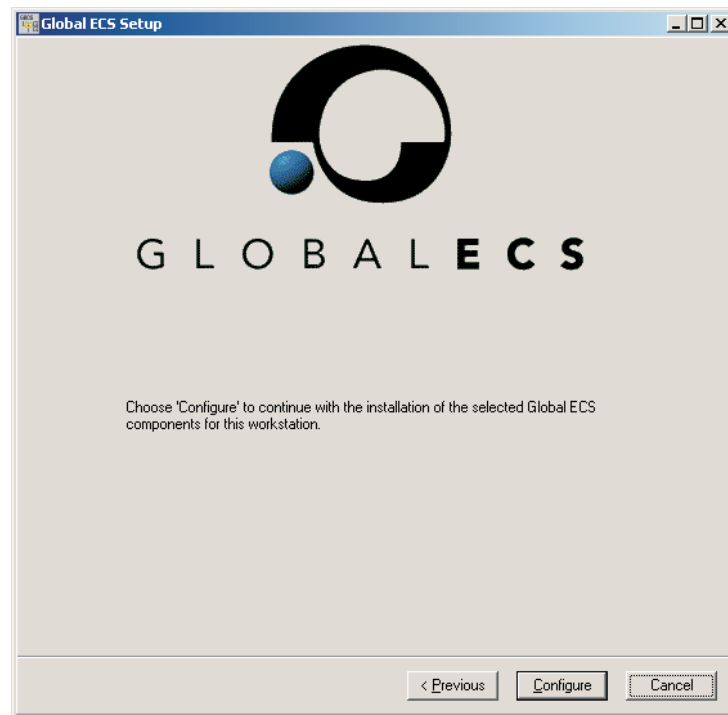 Global ECS Setup
GLOBALECS
Choose 'Configure' to continue with the installation of the selected Global ECS
components for this workstation.
< Previous
Configure
Cancel